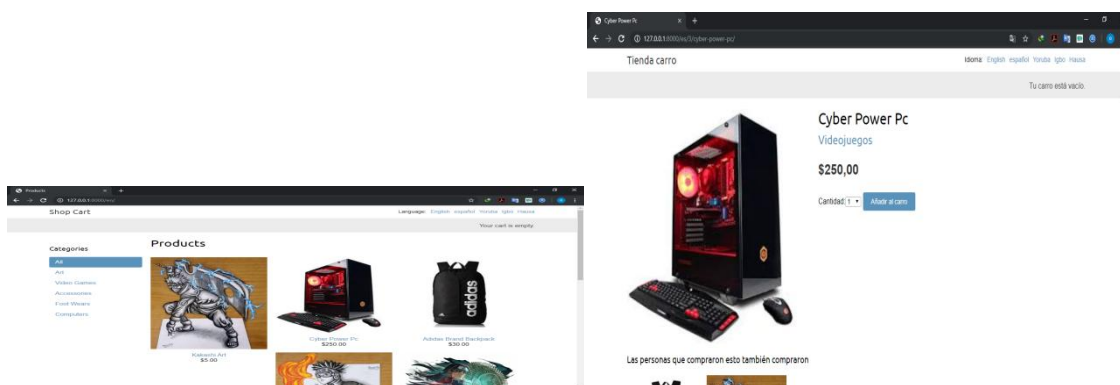 Products
127.0.0.1:8000/en/
Shop Cart
Language: English español Yoruba Igbo Hausa
Your cart is empty.
Categories
All
Art
Video Games
Accessories
Foot Wears
Computers
Products
adidas
Kakashi Art
$5.00
Cyber Power Pc
$250.00
Adidas Brand Backpack
$30.00
Cyber Power Pc
127.0.0.1:8000/es/3/cyber-power-pc/
Tienda carro
Idioma: English español Yoruba Igbo Hausa
Tu carro está vacío.
Cyber Power Pc
Videojuegos
$250,00
Cantidad: 1 Añadir al carro
Las personas que compraron esto también compraron